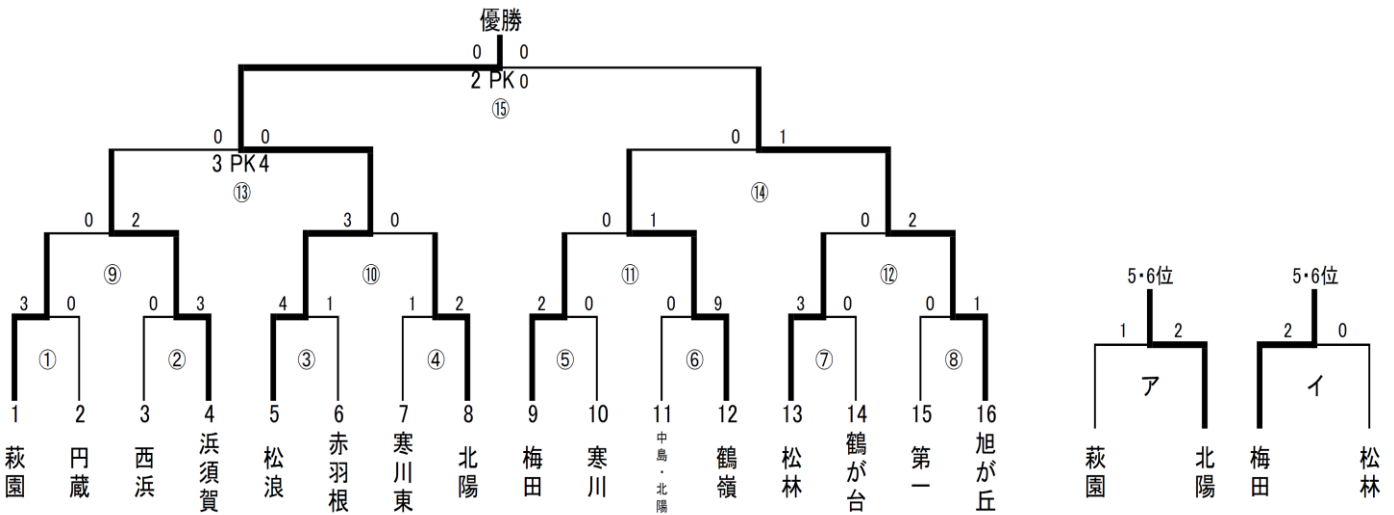 優勝
0 0
2 PK 0
⑮
0 0
3 PK 4
⑬
0 1
⑭
0 2
⑨
3 0
⑩
0 1
⑪
0 2
⑫
3 0
①
0 3
②
4 1
③
1 2
④
2 0
⑤
0 9
⑥
3 0
⑦
0 1
⑧
1 2 3 4 5 6 7 8 9 10 11 12 13 14 15 16
萩園
円蔵
西浜
浜須賀
松浪
赤羽根
寒川東
北陽
梅田
寒川
中島・北陽
鶴嶺
松林
鶴が台
第一
旭が丘
5・6位
1 2
ア
萩園
北陽
5・6位
2 0
イ
梅田
松林